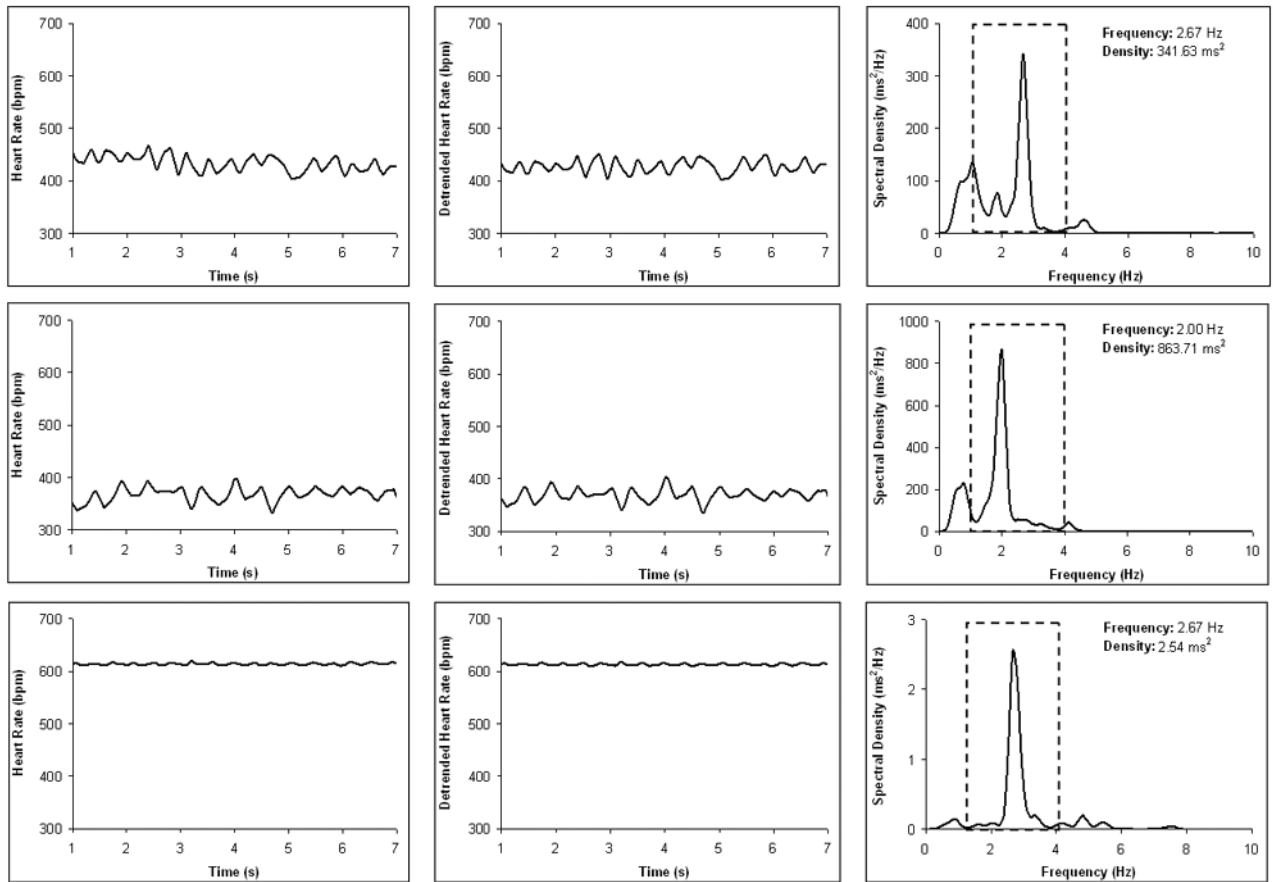 700
600
500
400
300
Heart Rate (bpm)
1 2 3 4 5 6 7
Time (s)
700
600
500
400
300
Detrended Heart Rate (bpm)
1 2 3 4 5 6 7
Time (s)
400
300
200
100
0
Spectral Density (ms²/Hz)
Frequency: 2.67 Hz
Density: 341.63 ms²
0 2 4 6 8 10
Frequency (Hz)
700
600
500
400
300
Heart Rate (bpm)
1 2 3 4 5 6 7
Time (s)
700
600
500
400
300
Detrended Heart Rate (bpm)
1 2 3 4 5 6 7
Time (s)
1000
800
600
400
200
0
Spectral Density (ms²/Hz)
Frequency: 2.00 Hz
Density: 863.71 ms²
0 2 4 6 8 10
Frequency (Hz)
700
600
500
400
300
Heart Rate (bpm)
1 2 3 4 5 6 7
Time (s)
700
600
500
400
300
Detrended Heart Rate (bpm)
1 2 3 4 5 6 7
Time (s)
3
2
1
0
Spectral Density (ms²/Hz)
Frequency: 2.67 Hz
Density: 2.54 ms²
0 2 4 6 8 10
Frequency (Hz)